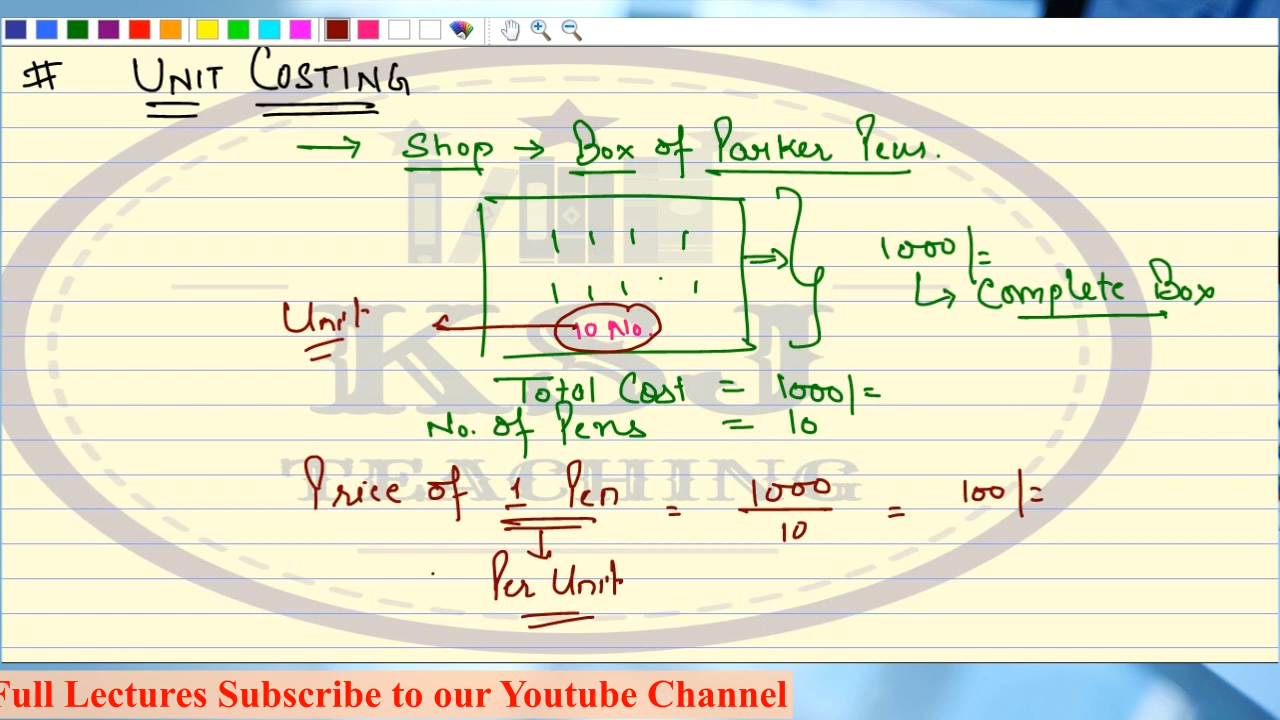 # UNIT COSTING
→ Shop → Box of Parker Pens.
1000/=
↳ Complete Box
Unit ← 10 No.
Total Cost = 1000/=
No. of Pens = 10
Price of 1 Pen = 1000/10 = 100/=
Per Unit
KSJ
TEACHING
Full Lectures Subscribe to our Youtube Channel